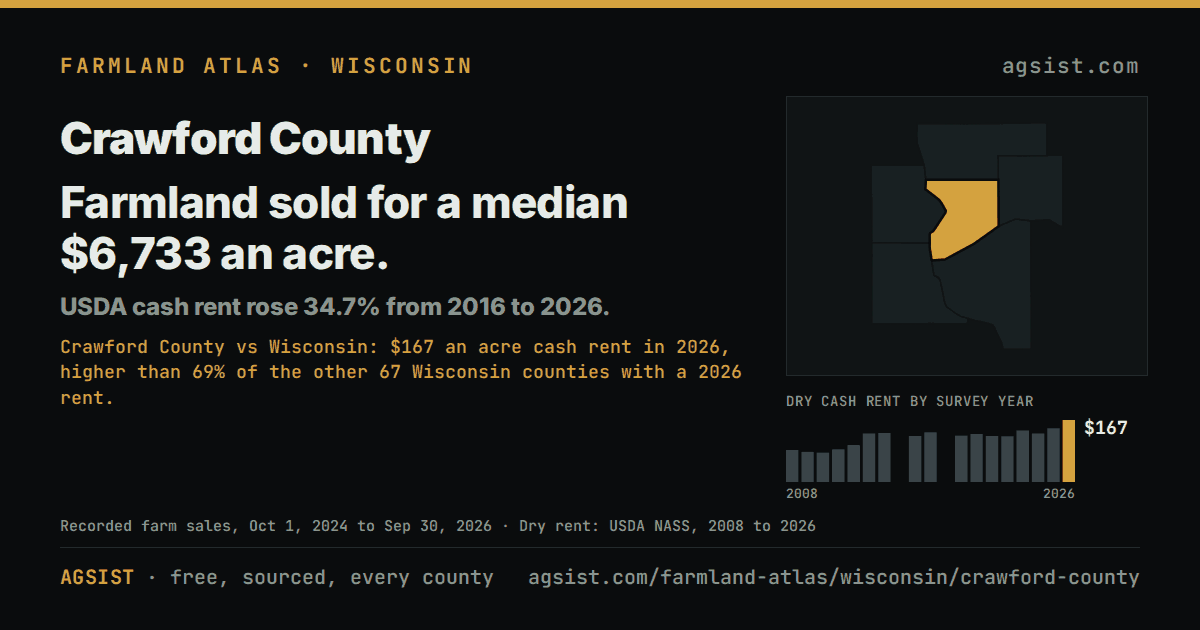 FARMLAND ATLAS · WISCONSIN
agsist.com
Crawford County
Farmland sold for a median
$6,733 an acre.
USDA cash rent rose 34.7% from 2016 to 2026.
Crawford County vs Wisconsin: $167 an acre cash rent in 2026,
higher than 69% of the other 67 Wisconsin counties with a 2026
rent.
DRY CASH RENT BY SURVEY YEAR
$167
2008
2026
Recorded farm sales, Oct 1, 2024 to Sep 30, 2026 · Dry rent: USDA NASS, 2008 to 2026
AGSIST · free, sourced, every county
agsist.com/farmland-atlas/wisconsin/crawford-county